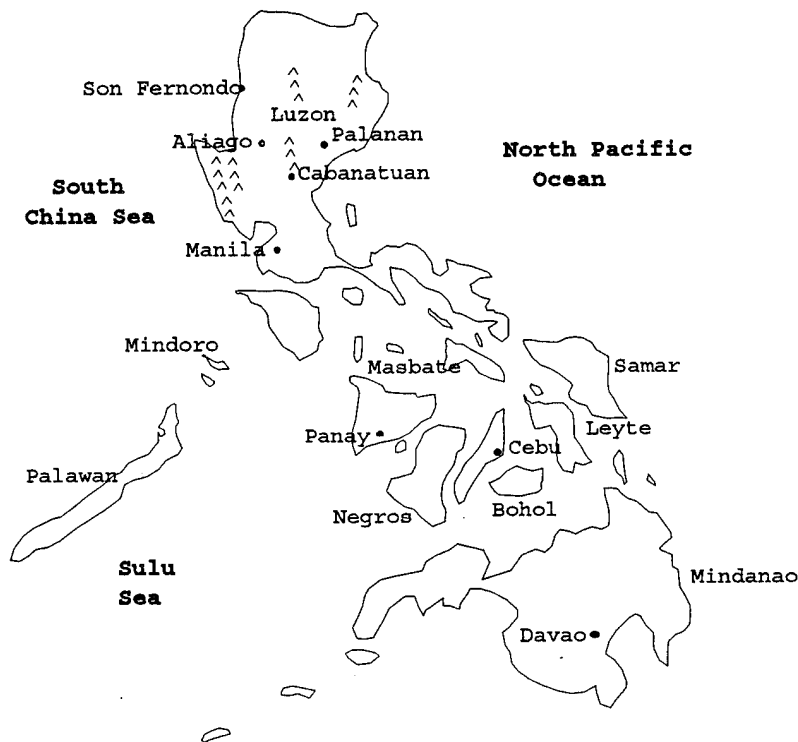 Son Fernondo
Luzon
Aliago
Palanan
North Pacific
Ocean
Cabanatuan
South
China Sea
Manila
Mindoro
Masbate
Samar
Leyte
Panay
Cebu
Palawan
Negros
Bohol
Sulu
Sea
Mindanao
Davao